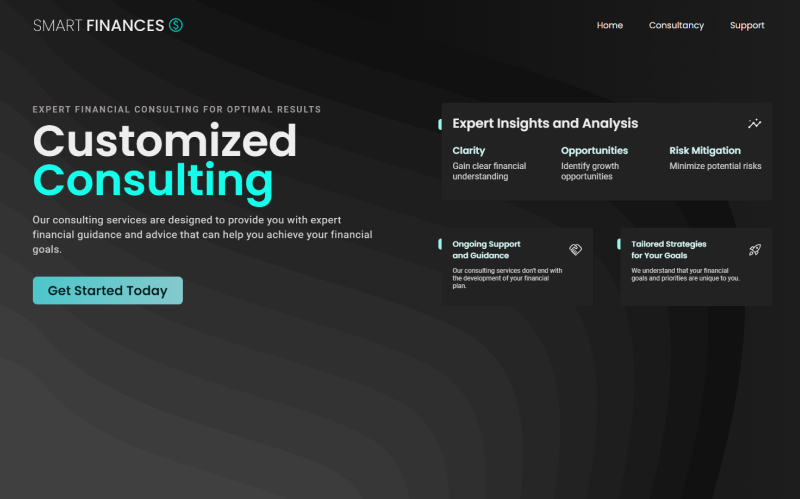 SMART FINANCES
Home Consultancy Support
EXPERT FINANCIAL CONSULTING FOR OPTIMAL RESULTS
Customized
Consulting
Our consulting services are designed to provide you with expert
financial guidance and advice that can help you achieve your financial
goals.
Get Started Today
Expert Insights and Analysis
Clarity
Gain clear financial
understanding
Opportunities
Identify growth
opportunities
Risk Mitigation
Minimize potential risks
Ongoing Support
and Guidance
Our consulting services don't end with
the development of your financial
plan.
Tailored Strategies
for Your Goals
We understand that your financial
goals and priorities are unique to you.